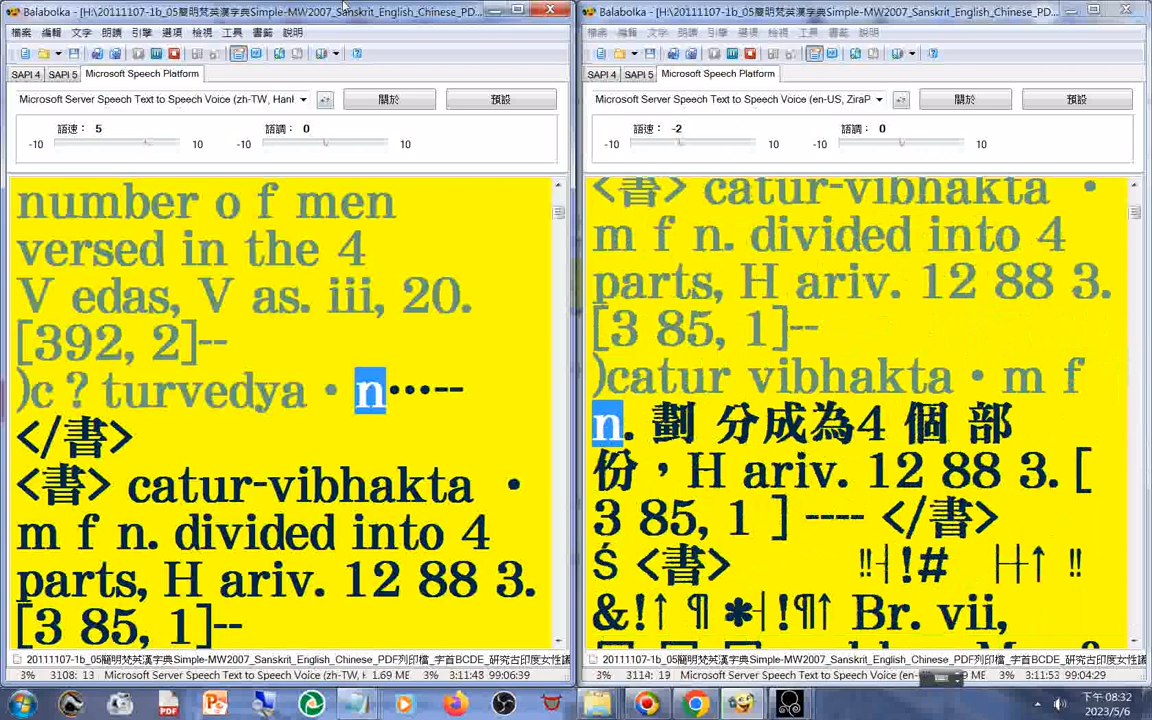 Balabolka - [H:\20111107-1b_05簡明梵英漢字典Simple-MW2007_Sanskrit_English_Chinese_PD...
檔案 編輯 文字 朗讀 引擎 選項 檢視 工具 書籤 說明
SAPI 4 SAPI 5 Microsoft Speech Platform
Microsoft Server Speech Text to Speech Voice (zh-TW, Hanl 關於 預設
語速： 5 語調： 0
-10 10 -10 10
number o f men
versed in the 4
V edas, V as. iii, 20.
[392, 2]--
)c ? turvedya • n•••--
</書>
<書> catur-vibhakta •
m f n. divided into 4
parts, H ariv. 12 88 3.
[3 85, 1]--
20111107-1b_05簡明梵英漢字典Simple-MW2007_Sanskrit_English_Chinese_PDF列印檔_字首BCDE_研究古印度女性議
3% 3108: 13 Microsoft Server Speech Text to Speech Voice (zh-TW, 1.69 ME 3% 3:11:43 99:06:39
Balabolka - [H:\20111107-1b_05簡明梵英漢字典Simple-MW2007_Sanskrit_English_Chinese_PD...
檔案 編輯 文字 朗讀 引擎 選項 檢視 工具 書籤 說明
SAPI 4 SAPI 5 Microsoft Speech Platform
Microsoft Server Speech Text to Speech Voice (en-US, ZiraP 關於 預設
語速： -2 語調： 0
-10 10 -10 10
<書> catur-vibhakta •
m f n. divided into 4
parts, H ariv. 12 88 3.
[3 85, 1]--
)catur vibhakta • m f
n. 劃 分成為4 個 部
份，H ariv. 12 88 3. [
3 85, 1 ] ---- </書>
Ś <書> ‼┤!# ├┼↑ ‼
&!↑ ¶ ✱┤!¶↑ Br. vii,
20111107-1b_05簡明梵英漢字典Simple-MW2007_Sanskrit_English_Chinese_PDF列印檔_字首BCDE_研究古印度女性議
3% 3114: 19 Microsoft Server Speech Text to Speech Voice ME 3% 3:11:53 99:04:29
下午 08:32
2023/5/6